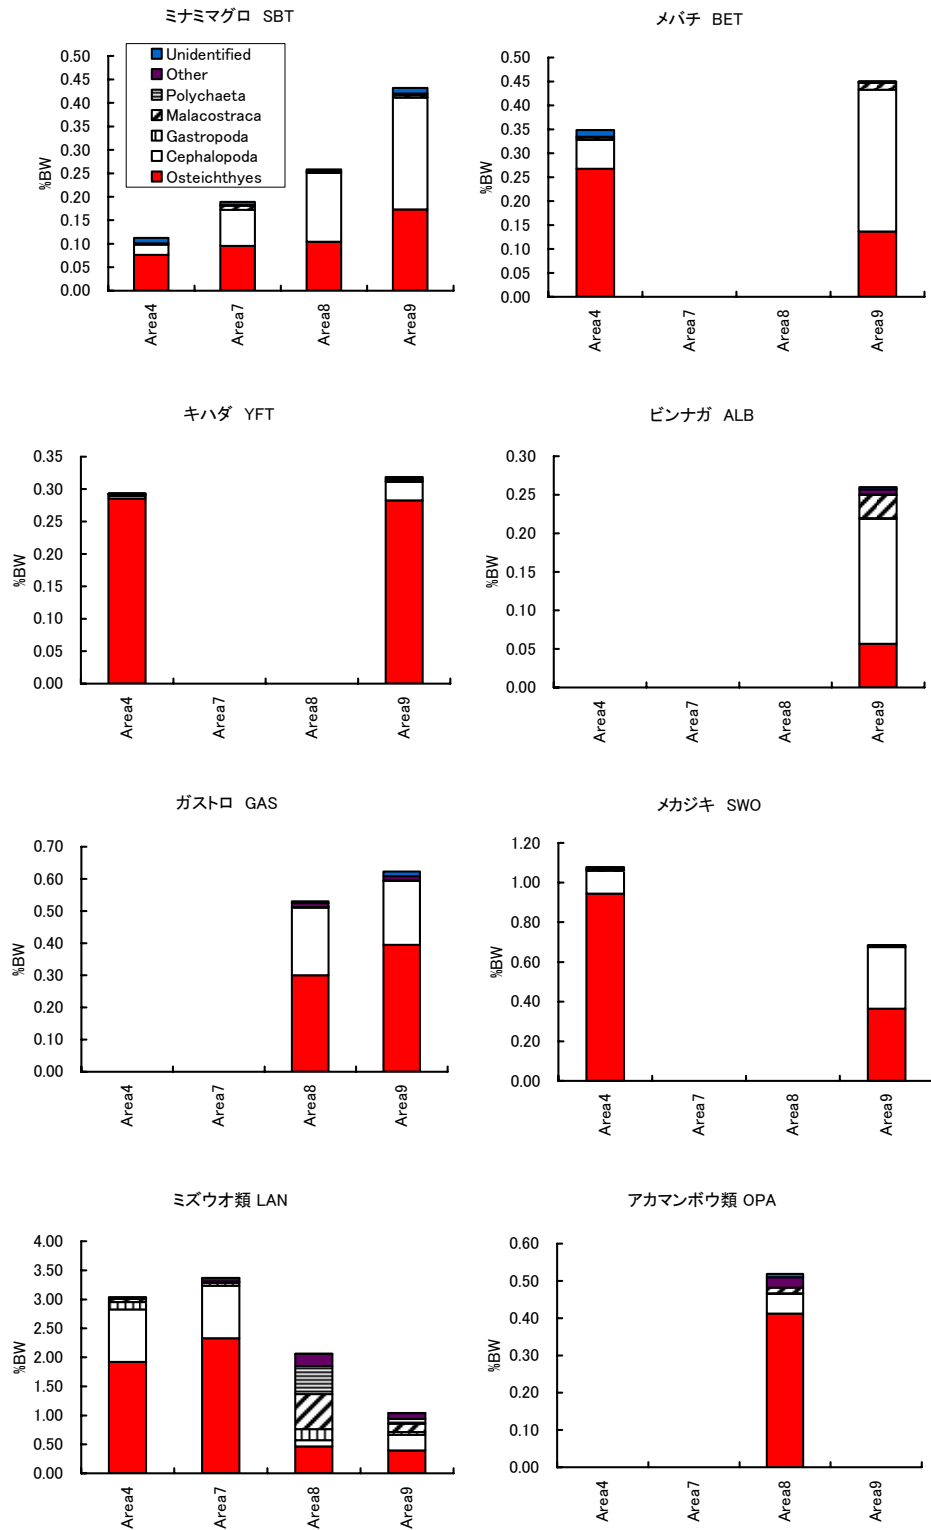 ミナミマグロ SBT
0.50
0.45
0.40
0.35
0.30
0.25
0.20
0.15
0.10
0.05
0.00
%BW
Unidentified
Other
Polychaeta
Malacostraca
Gastropoda
Cephalopoda
Osteichthyes
Area4
Area7
Area8
Area9
メバチ BET
0.50
0.45
0.40
0.35
0.30
0.25
0.20
0.15
0.10
0.05
0.00
%BW
Area4
Area7
Area8
Area9
キハダ YFT
0.35
0.30
0.25
0.20
0.15
0.10
0.05
0.00
%BW
Area4
Area7
Area8
Area9
ビンナガ ALB
0.30
0.25
0.20
0.15
0.10
0.05
0.00
%BW
Area4
Area7
Area8
Area9
ガストロ GAS
0.70
0.60
0.50
0.40
0.30
0.20
0.10
0.00
%BW
Area4
Area7
Area8
Area9
メカジキ SWO
1.20
1.00
0.80
0.60
0.40
0.20
0.00
%BW
Area4
Area7
Area8
Area9
ミズウオ類 LAN
4.00
3.50
3.00
2.50
2.00
1.50
1.00
0.50
0.00
%BW
Area4
Area7
Area8
Area9
アカマンボウ類 OPA
0.60
0.50
0.40
0.30
0.20
0.10
0.00
%BW
Area4
Area7
Area8
Area9